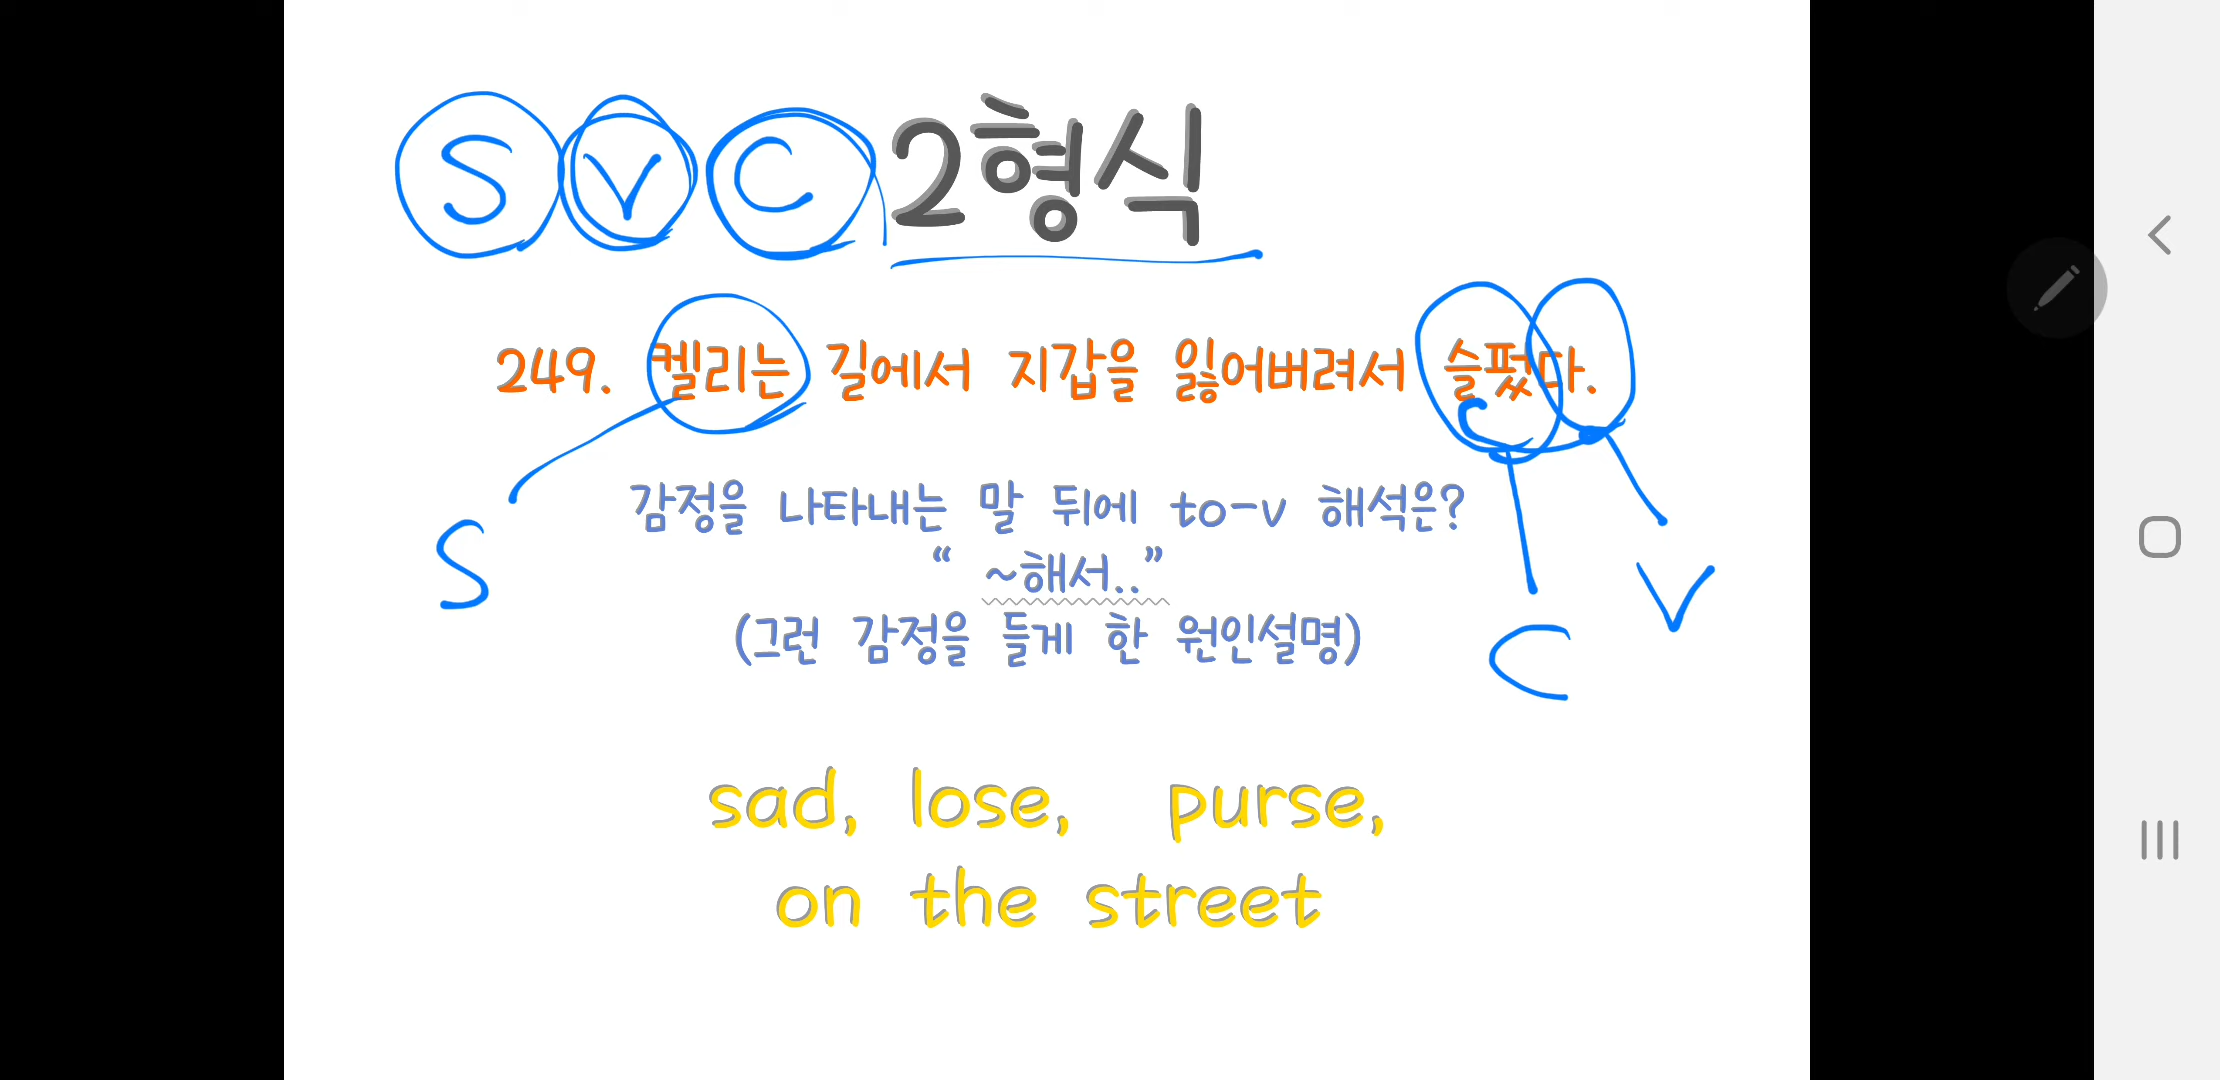 S V C 2형식
249. 켈리는 길에서 지갑을 잃어버려서 슬펐다.
C
감정을 나타내는 말 뒤에 to-v 해석은?
“ ~해서..”
S
V
(그런 감정을 들게 한 원인설명)
C
sad, lose, purse,
on the street